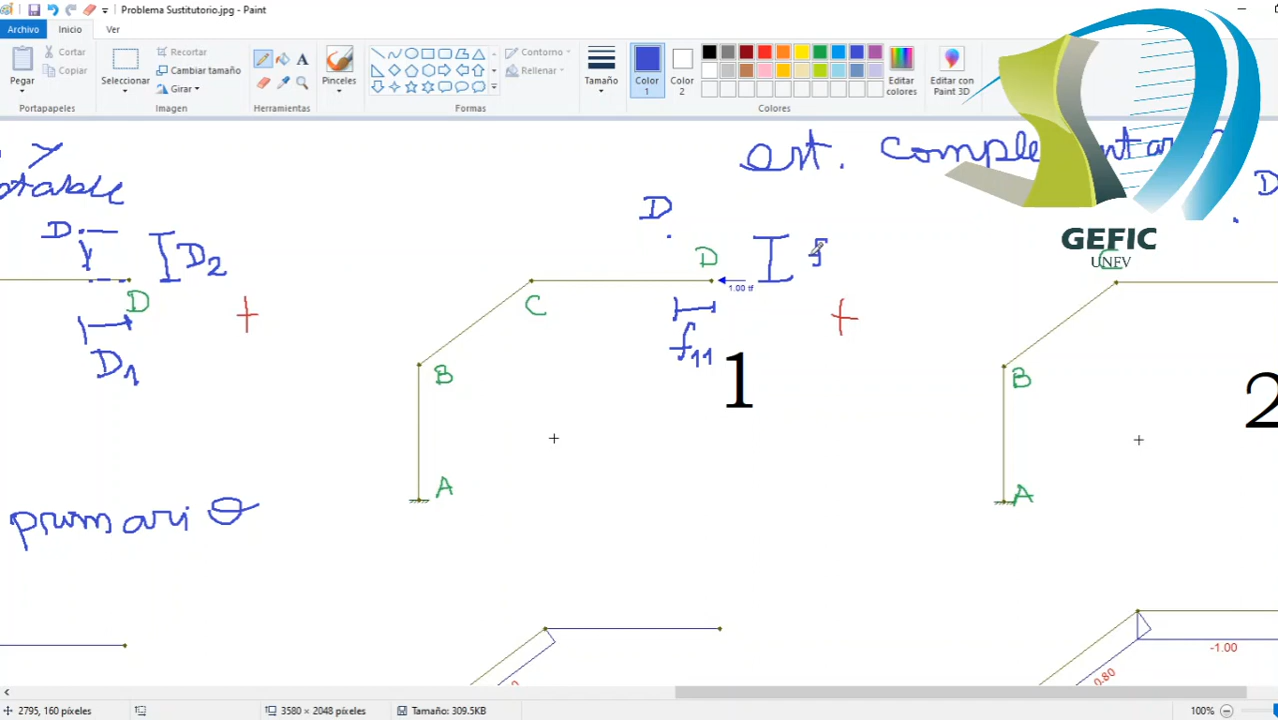 Problema Sustitutorio.jpg - Paint
Archivo
Inicio
Ver
Pegar
Cortar
Copiar
Portapapeles
Seleccionar
Recortar
Cambiar tamaño
Girar
Imagen
A
Herramientas
Pinceles
Contorno
Rellenar
Formas
Tamaño
Color 1
Color 2
Editar colores
Editar con Paint 3D
Colores
GEFIC
UNFV
y
est.
D
D
D2
D
D1
+
D
D
1.00 tf
C
f11
1
B
A
+
C
B
2
A
primario
-1.00
0.80
2795, 160 píxeles
3580 × 2048 píxeles
Tamaño: 309.5KB
100%